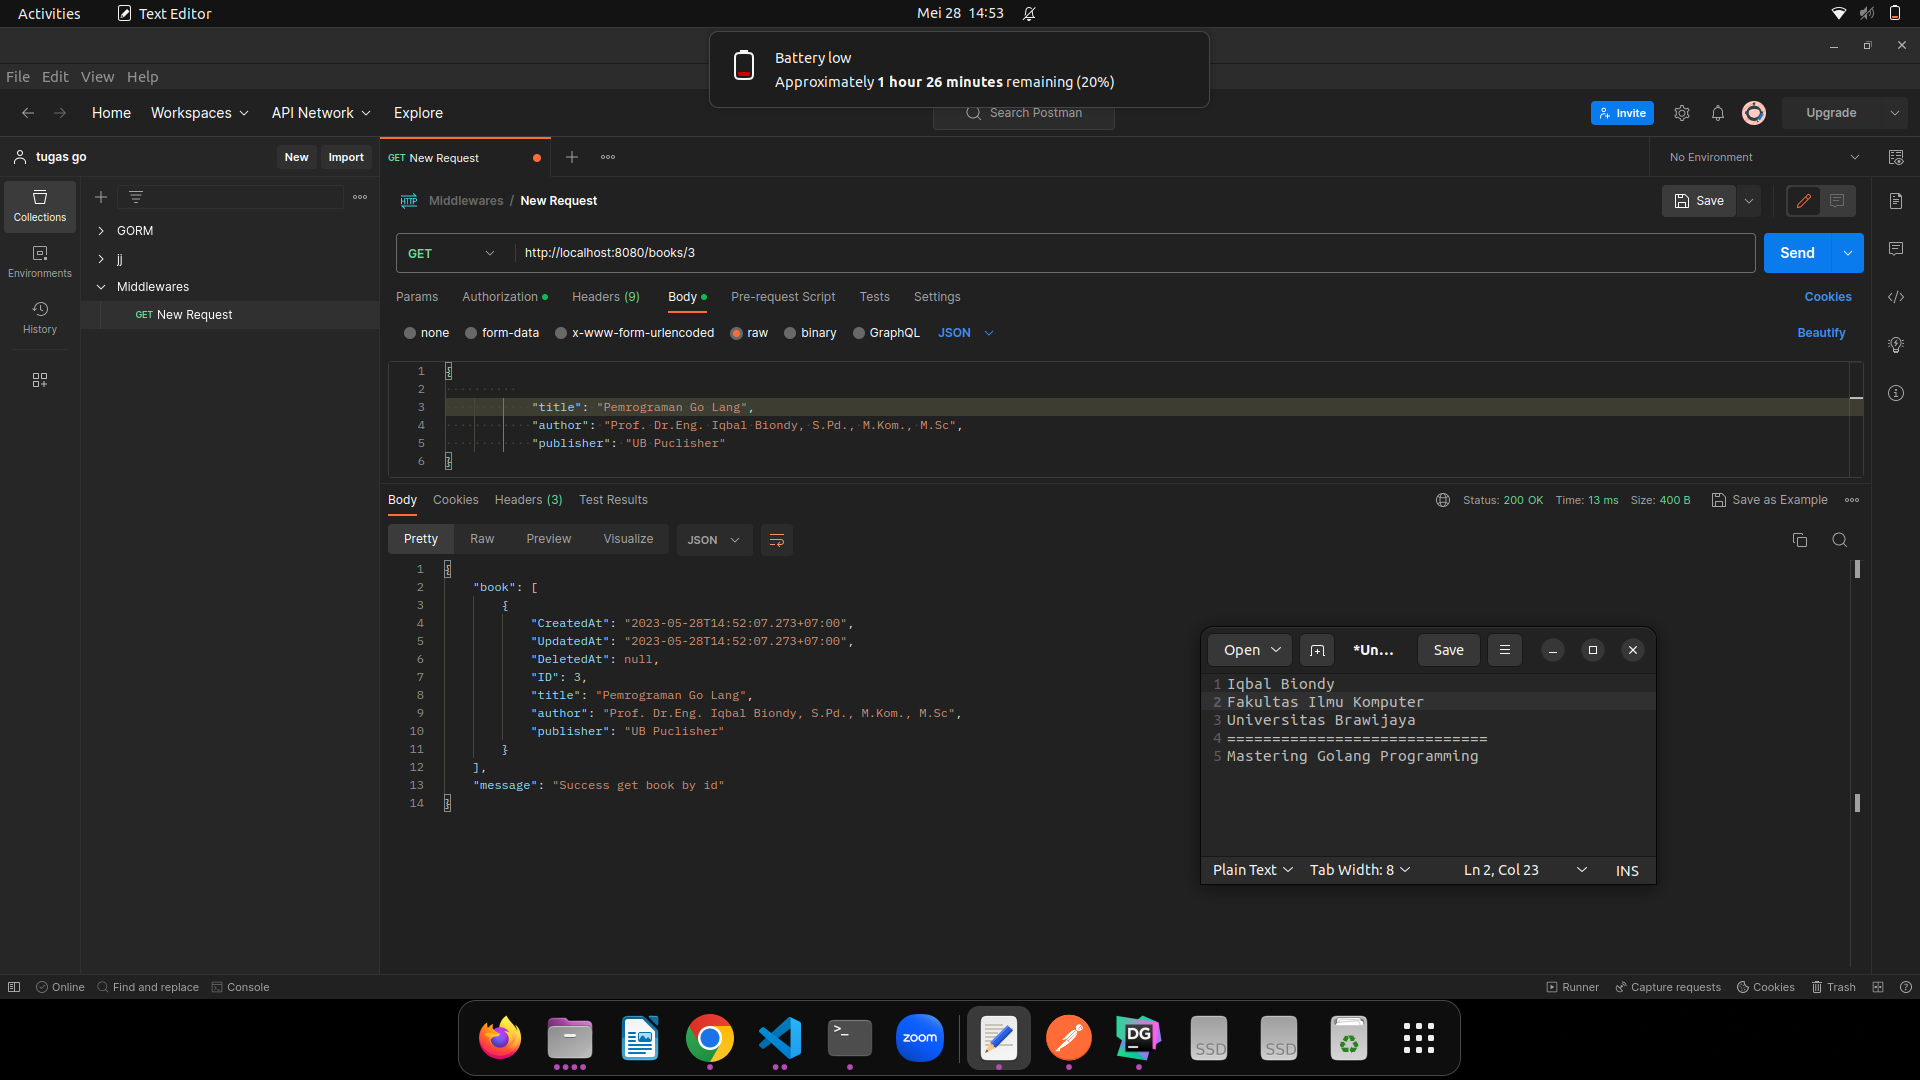 Activities Text Editor Mei 28 14:53
Battery low
Approximately 1 hour 26 minutes remaining (20%)
File Edit View Help
Home Workspaces API Network Explore Search Postman Invite Upgrade
tugas go New Import GET New Request No Environment
Collections
Environments
History
GORM
jj
Middlewares
GET New Request
Middlewares / New Request Save
GET http://localhost:8080/books/3 Send
Params Authorization Headers (9) Body Pre-request Script Tests Settings Cookies
none form-data x-www-form-urlencoded raw binary GraphQL JSON Beautify
1 {
2
3 "title": "Pemrograman Go Lang",
4 "author": "Prof. Dr.Eng. Iqbal Biondy, S.Pd., M.Kom., M.Sc",
5 "publisher": "UB Puclisher"
6 }
Body Cookies Headers (3) Test Results Status: 200 OK Time: 13 ms Size: 400 B Save as Example
Pretty Raw Preview Visualize JSON
1 {
2 "book": [
3 {
4 "CreatedAt": "2023-05-28T14:52:07.273+07:00",
5 "UpdatedAt": "2023-05-28T14:52:07.273+07:00",
6 "DeletedAt": null,
7 "ID": 3,
8 "title": "Pemrograman Go Lang",
9 "author": "Prof. Dr.Eng. Iqbal Biondy, S.Pd., M.Kom., M.Sc",
10 "publisher": "UB Puclisher"
11 }
12 ],
13 "message": "Success get book by id"
14 }
Open *Un... Save
1 Iqbal Biondy
2 Fakultas Ilmu Komputer
3 Universitas Brawijaya
4 =============================
5 Mastering Golang Programming
Plain Text Tab Width: 8 Ln 2, Col 23 INS
Online Find and replace Console Runner Capture requests Cookies Trash
>_ zoom DG SSD SSD